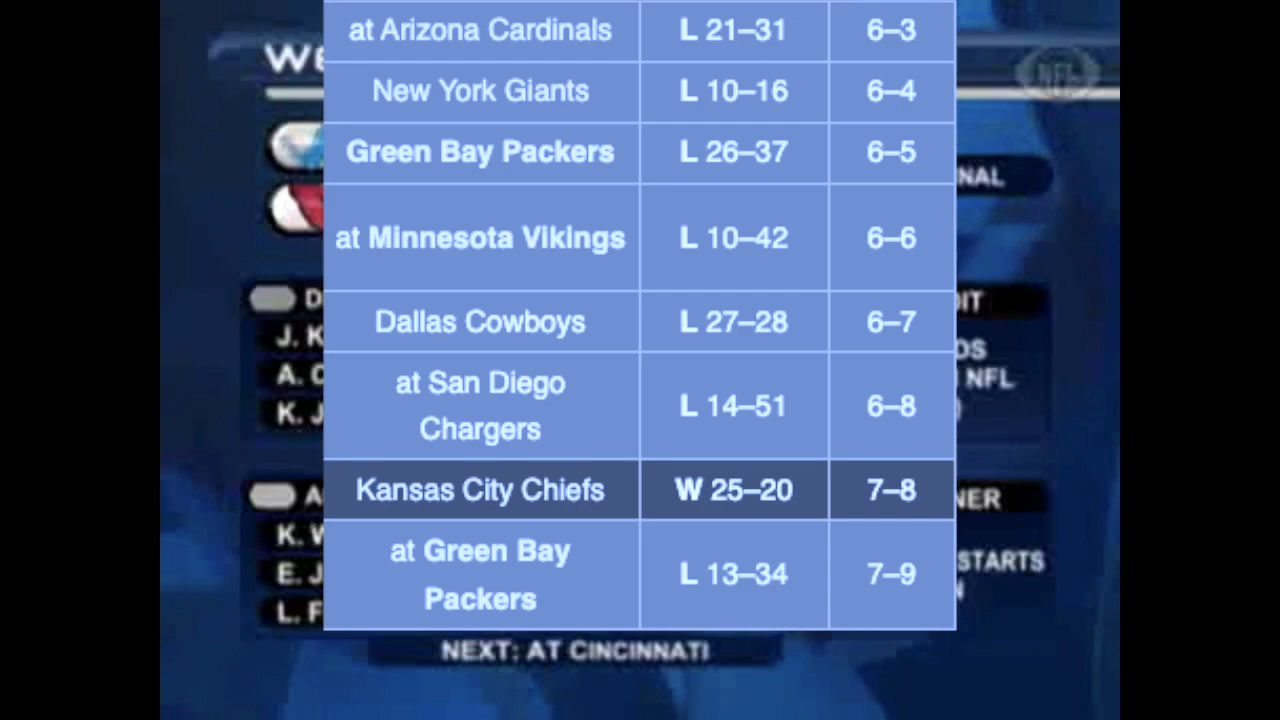 at Arizona Cardinals L 21–31 6–3
New York Giants L 10–16 6–4
Green Bay Packers L 26–37 6–5
at Minnesota Vikings L 10–42 6–6
Dallas Cowboys L 27–28 6–7
at San Diego
Chargers L 14–51 6–8
Kansas City Chiefs W 25–20 7–8
at Green Bay
Packers L 13–34 7–9
NFL
J. K
A.
K. J
NFL
K. W
E. J
STARTS
L. F
NEXT: AT CINCINNATI